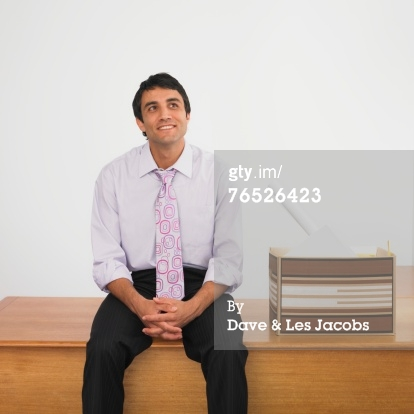 gty.im/
76526423
By
Dave & Les Jacobs